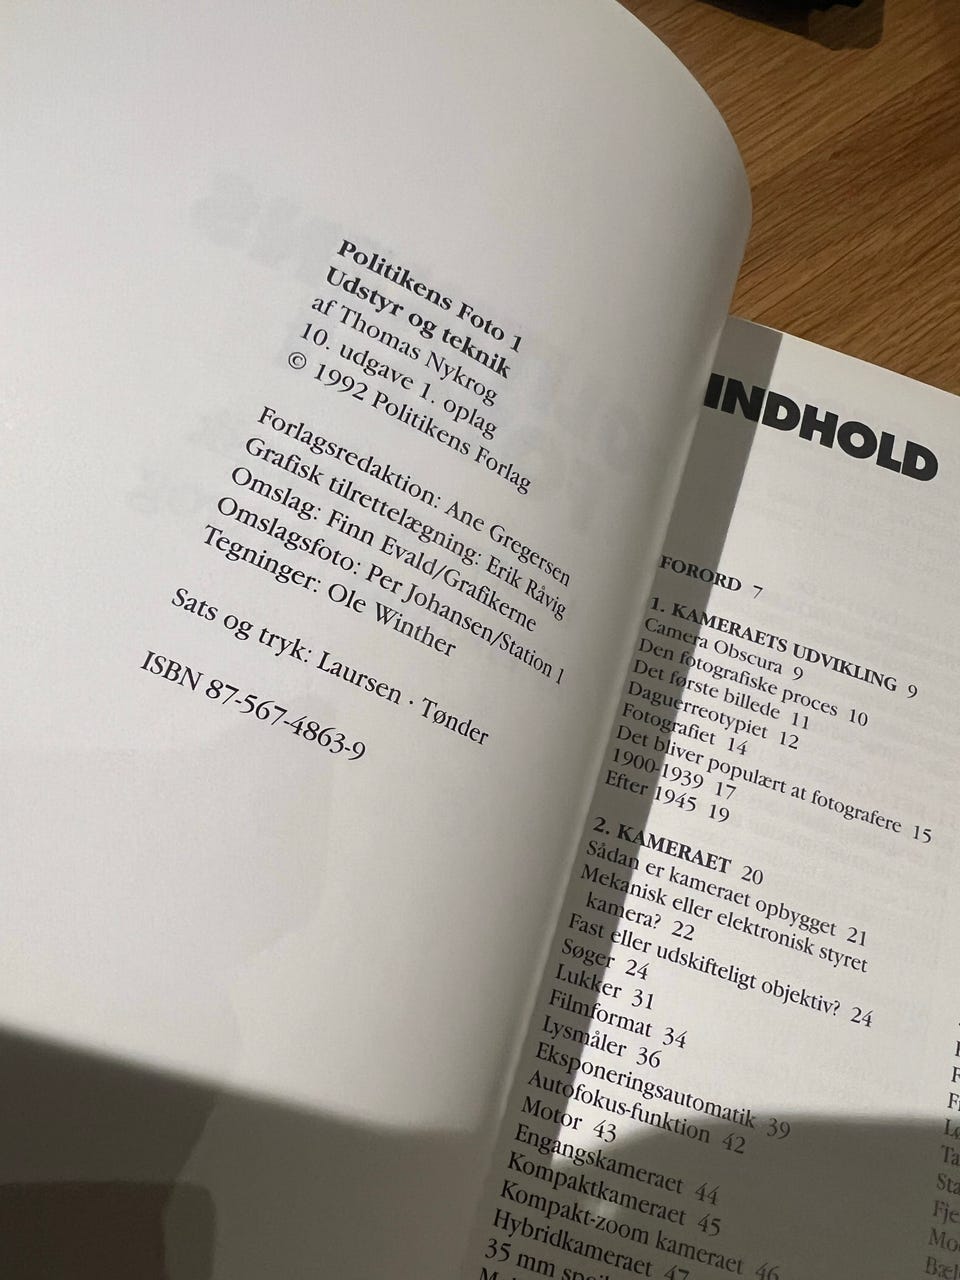 Politikens Foto 1
Udstyr og teknik
af Thomas Nykrog
10. udgave 1. oplag
© 1992 Politikens Forlag
Forlagsredaktion: Ane Gregersen
Grafisk tilrettelægning: Erik Råvig
Omslag: Finn Evald/Grafikerne
Omslagsfoto: Per Johansen/Station 1
Tegninger: Ole Winther
Sats og tryk: Laursen · Tønder
ISBN 87-567-4863-9
INDHOLD
FORORD 7
1. KAMERAETS UDVIKLING 9
Camera Obscura 9
Den fotografiske proces 10
Det første billede 11
Daguerreotypiet 12
Fotografiet 14
Det bliver populært at fotografere 15
1900-1939 17
Efter 1945 19
2. KAMERAET 20
Sådan er kameraet opbygget 21
Mekanisk eller elektronisk styret
kamera? 22
Fast eller udskifteligt objektiv? 24
Søger 24
Lukker 31
Filmformat 34
Lysmåler 36
Eksponeringsautomatik 39
Autofokus-funktion 42
Motor 43
Engangskameraet 44
Kompaktkameraet 45
Kompakt-zoom kameraet 46
Hybridkameraet 47
35 mm